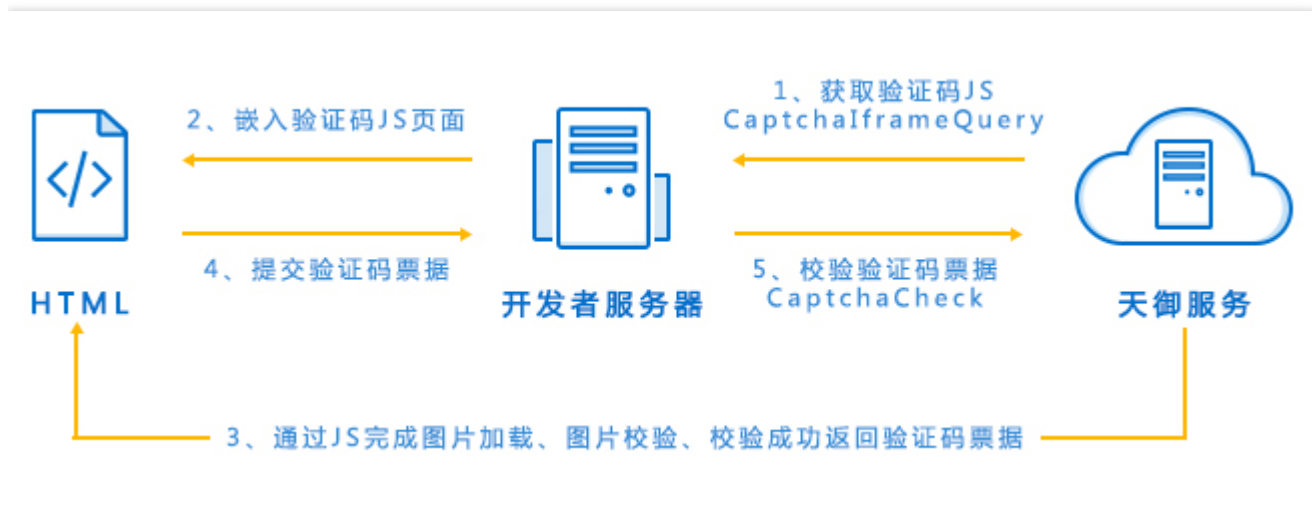 1、获取验证码JS
CaptchaIframeQuery
2、嵌入验证码JS页面
</>
4、提交验证码票据
5、校验验证码票据
CaptchaCheck
HTML
开发者服务器
天御服务
3、通过JS完成图片加载、图片校验、校验成功返回验证码票据